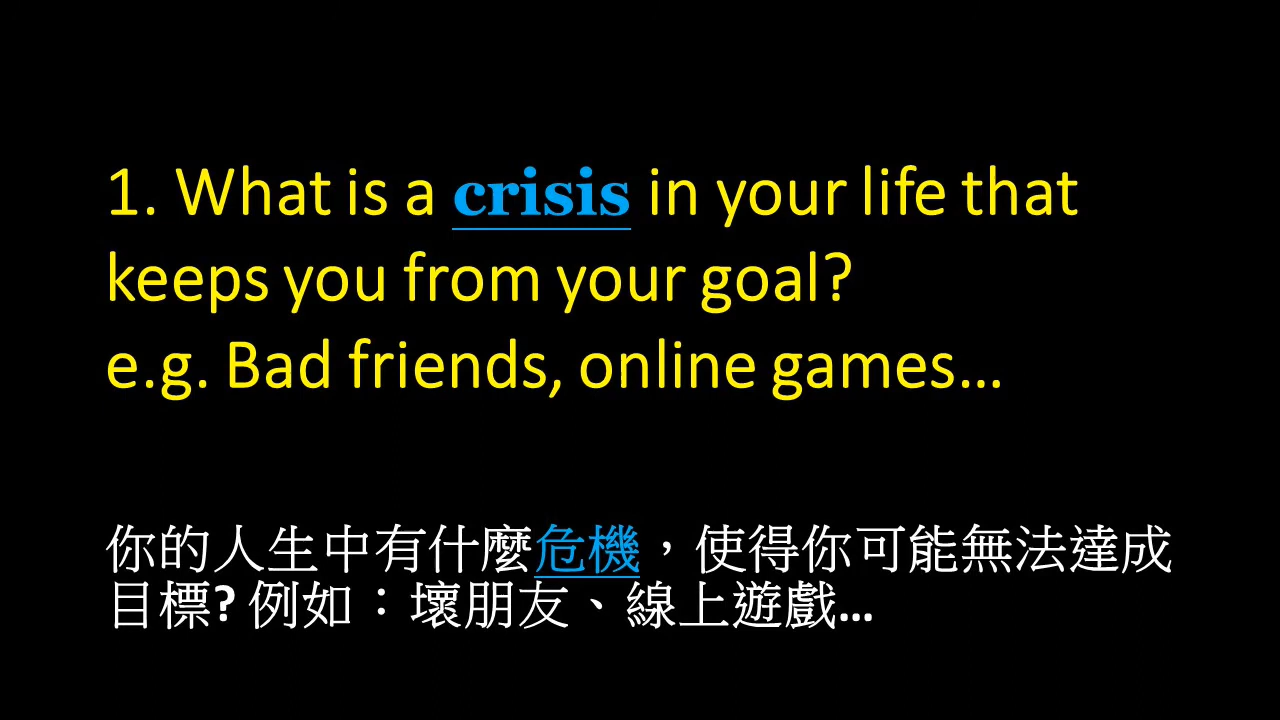 1. What is a crisis in your life that
keeps you from your goal?
e.g. Bad friends, online games…
你的人生中有什麼危機，使得你可能無法達成
目標? 例如：壞朋友、線上遊戲…